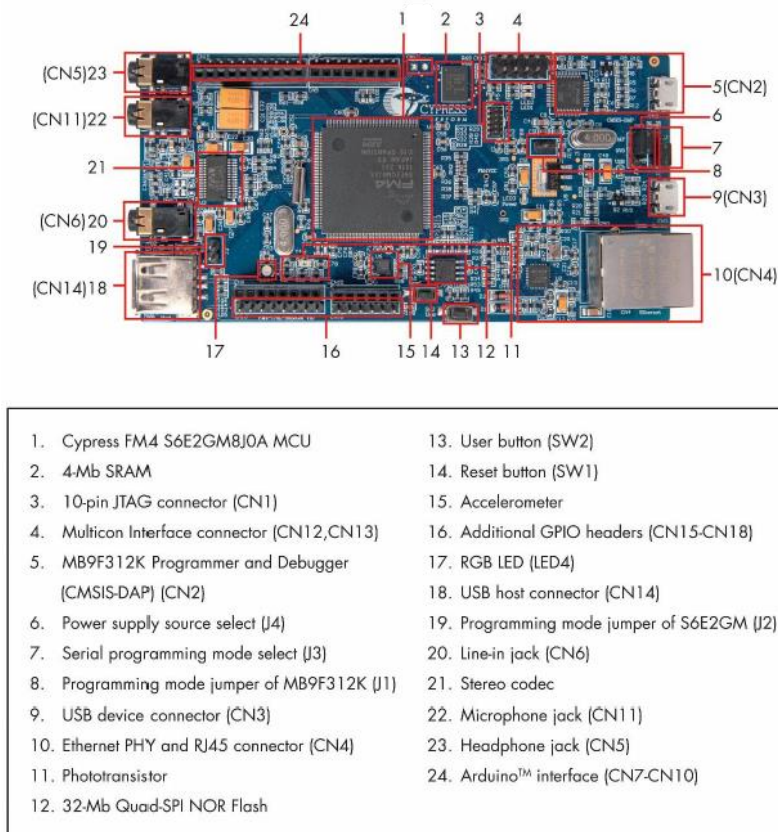 24
1
2
3
4
(CN5)23
5(CN2)
(CN11)22
6
7
21
8
(CN6)20
9(CN3)
19
10(CN4)
(CN14)18
17
16
15
14
13
12
11
CYPRESS
FM4
1. Cypress FM4 S6E2GM8J0A MCU
2. 4-Mb SRAM
3. 10-pin JTAG connector (CN1)
4. Multicon Interface connector (CN12,CN13)
5. MB9F312K Programmer and Debugger
(CMSIS-DAP) (CN2)
6. Power supply source select (J4)
7. Serial programming mode select (J3)
8. Programming mode jumper of MB9F312K (J1)
9. USB device connector (CN3)
10. Ethernet PHY and RJ45 connector (CN4)
11. Phototransistor
12. 32-Mb Quad-SPI NOR Flash
13. User button (SW2)
14. Reset button (SW1)
15. Accelerometer
16. Additional GPIO headers (CN15-CN18)
17. RGB LED (LED4)
18. USB host connector (CN14)
19. Programming mode jumper of S6E2GM (J2)
20. Line-in jack (CN6)
21. Stereo codec
22. Microphone jack (CN11)
23. Headphone jack (CN5)
24. Arduino™ interface (CN7-CN10)